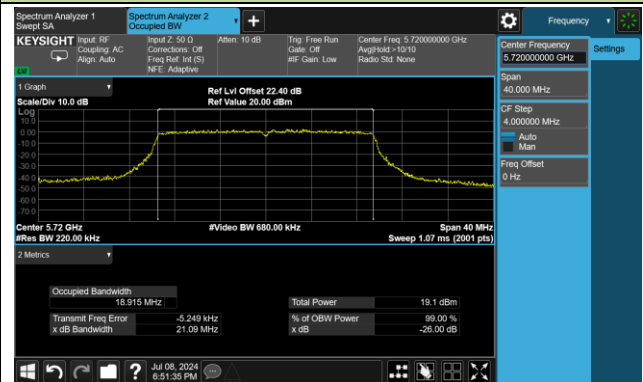 Spectrum Analyzer 1
Swept SA
Spectrum Analyzer 2
Occupied BW
Frequency
KEYSIGHT
Input: RF
Coupling: AC
Align: Auto
Input Z: 50 Ω
Corrections: Off
Freq Ref: Int (S)
NFE: Adaptive
Atten: 10 dB
Trig: Free Run
Gate: Off
#IF Gain: Low
Center Freq: 5.720000000 GHz
Avg|Hold:>10/10
Radio Std: None
Center Frequency
5.720000000 GHz
Settings
Span
40.000 MHz
CF Step
4.000000 MHz
Auto
Man
Freq Offset
0 Hz
1 Graph
Scale/Div 10.0 dB
Ref Lvl Offset 22.40 dB
Ref Value 20.00 dBm
Log
10.0
0.00
-10.0
-20.0
-30.0
-40.0
-50.0
-60.0
-70.0
Center 5.72 GHz
#Res BW 220.00 kHz
#Video BW 680.00 kHz
Span 40 MHz
Sweep 1.07 ms (2001 pts)
2 Metrics
Occupied Bandwidth
18.915 MHz
Total Power
19.1 dBm
Transmit Freq Error
-5.249 kHz
% of OBW Power
99.00 %
x dB Bandwidth
21.09 MHz
x dB
-26.00 dB
Jul 08, 2024
6:51:35 PM